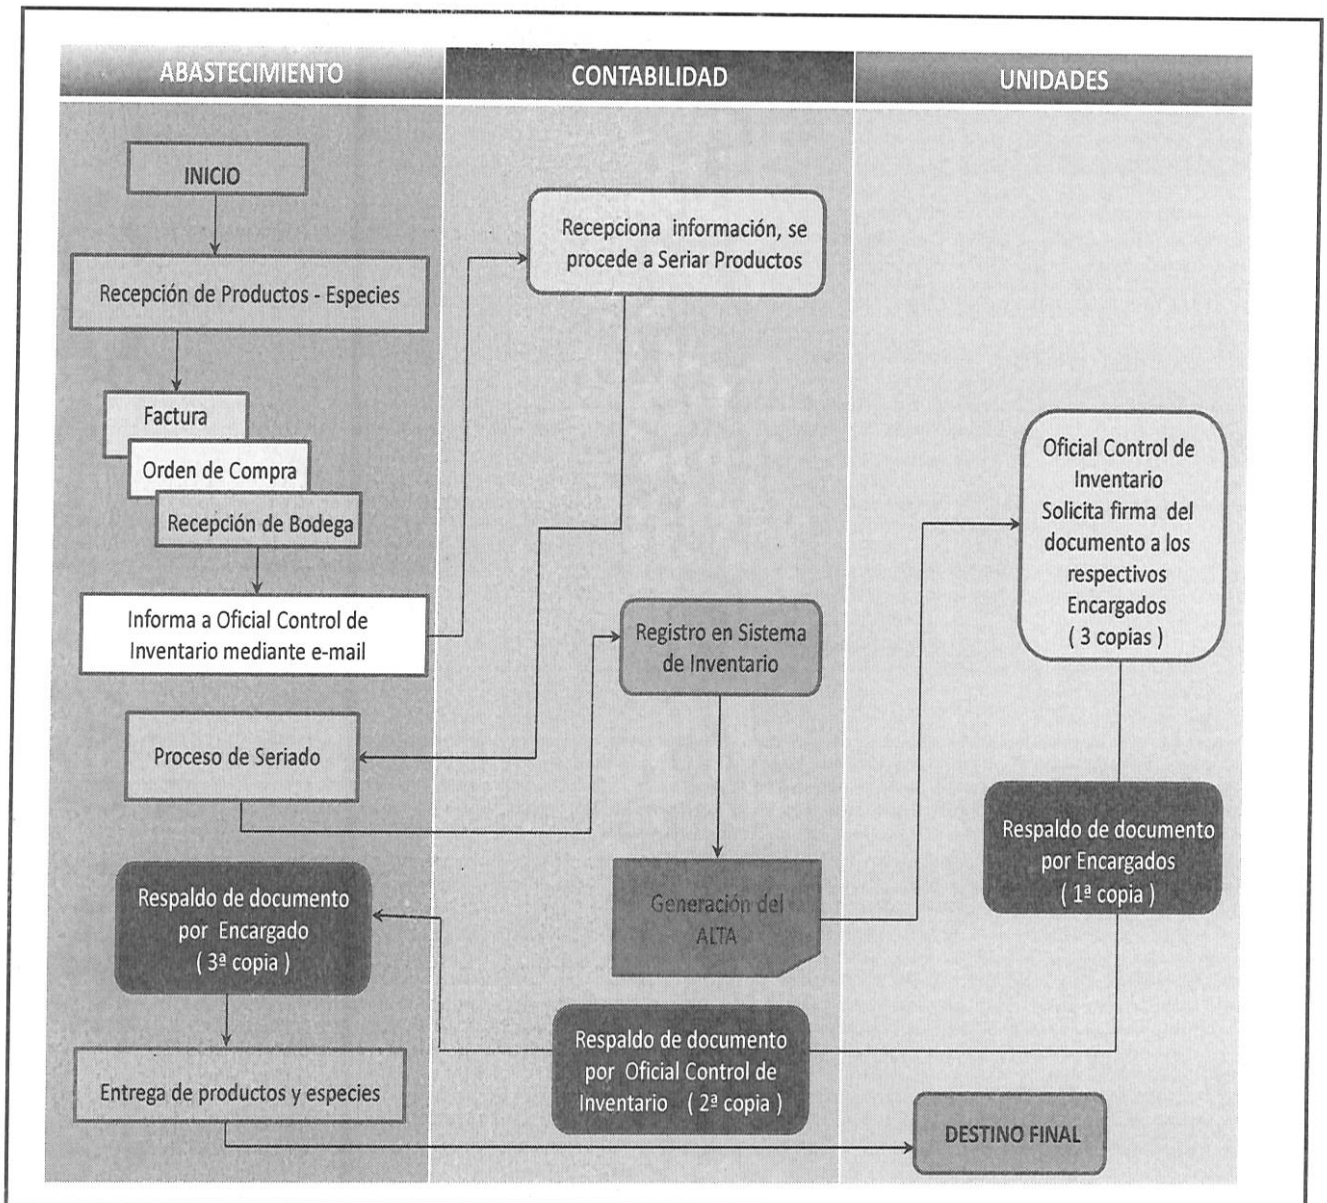 ABASTECIMIENTO
CONTABILIDAD
UNIDADES
INICIO
Recepción de Productos - Especies
Factura
Orden de Compra
Recepción de Bodega
Informa a Oficial Control de
Inventario mediante e-mail
Recepciona información, se
procede a Seriar Productos
Proceso de Seriado
Registro en Sistema
de Inventario
Generación del
ALTA
Oficial Control de
Inventario
Solicita firma del
documento a los
respectivos
Encargados
( 3 copias )
Respaldo de documento
por Encargados
( 1ª copia )
Respaldo de documento
por Oficial Control de
Inventario ( 2ª copia )
Respaldo de documento
por Encargado
( 3ª copia )
Entrega de productos y especies
DESTINO FINAL